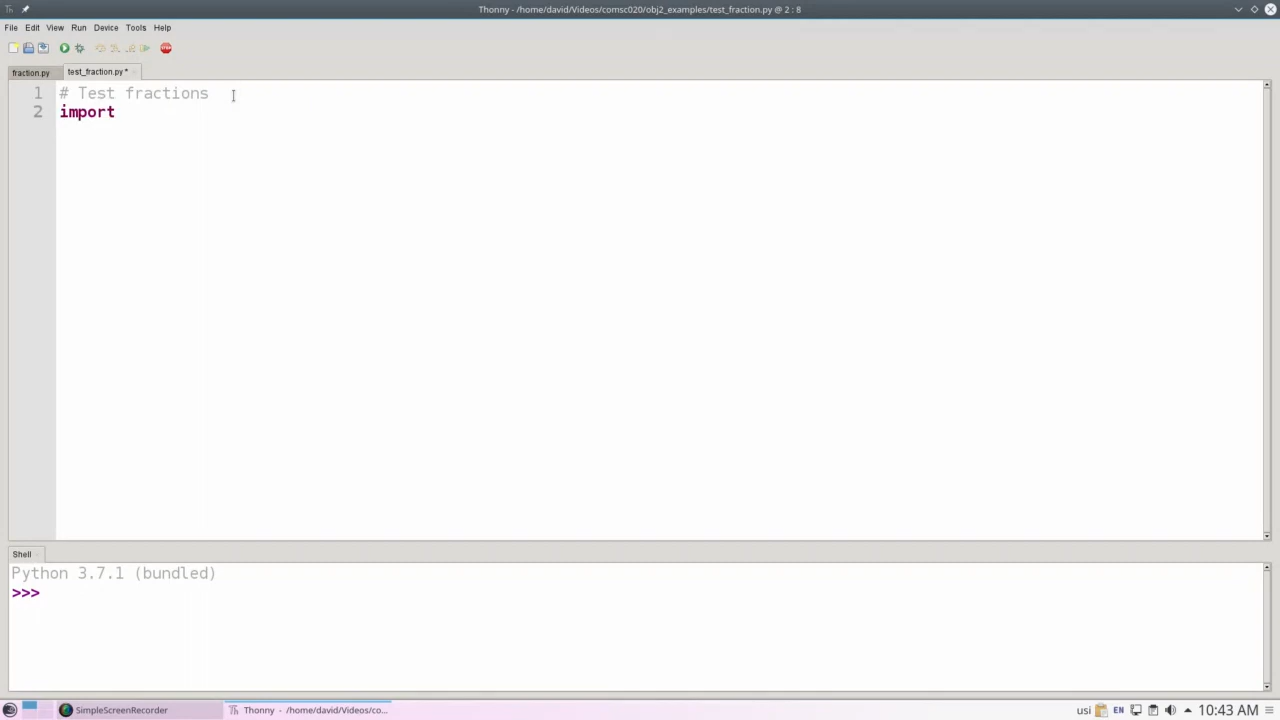 Thonny - /home/david/Videos/comsc020/obj2_examples/test_fraction.py @ 2 : 8
File Edit View Run Device Tools Help
STOP
fraction.py test_fraction.py *
1 # Test fractions
2 import
Shell
Python 3.7.1 (bundled)
>>>
SimpleScreenRecorder Th Thonny - /home/david/Videos/co... usi EN 10:43 AM